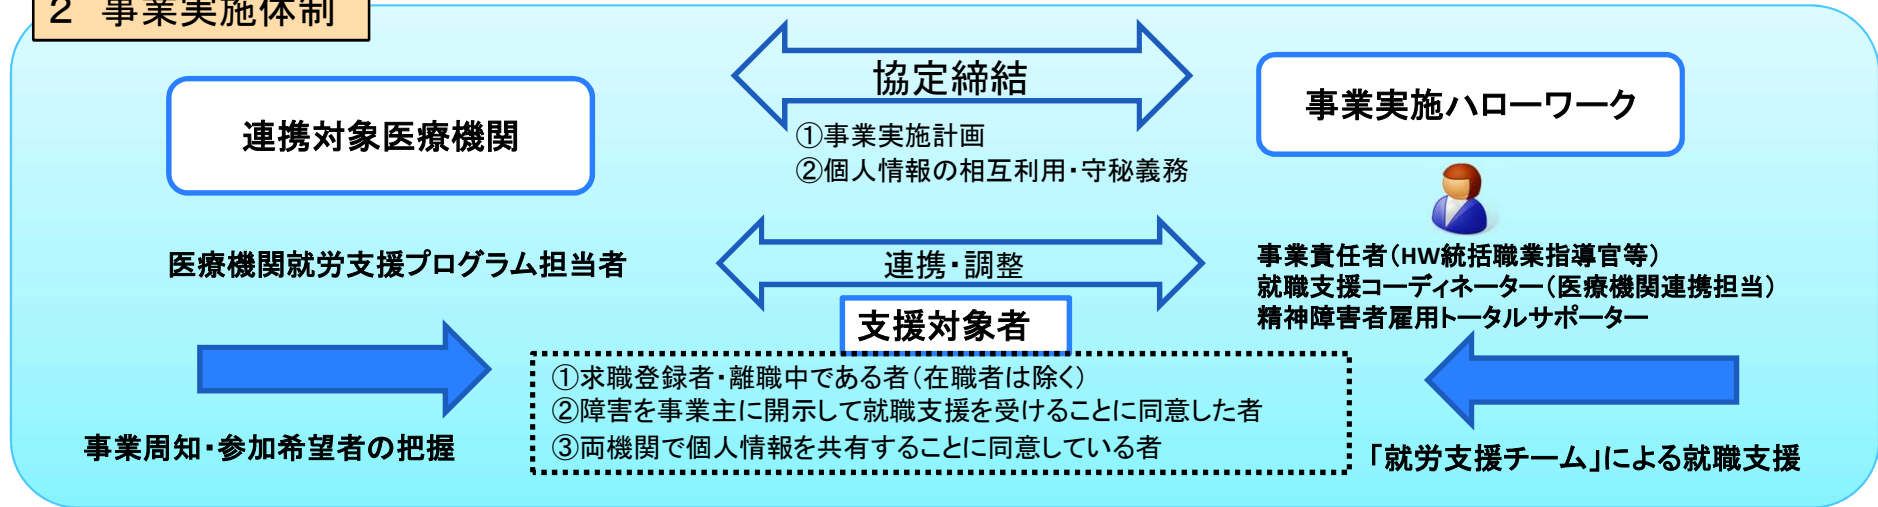 2 事業実施体制
協定締結
連携対象医療機関
事業実施ハローワーク
①事業実施計画
②個人情報の相互利用・守秘義務
医療機関就労支援プログラム担当者
連携・調整
事業責任者(HW統括職業指導官等)
就職支援コーディネーター(医療機関連携担当)
精神障害者雇用トータルサポーター
支援対象者
①求職登録者・離職中である者(在職者は除く)
②障害を事業主に開示して就職支援を受けることに同意した者
③両機関で個人情報を共有することに同意している者
事業周知・参加希望者の把握
「就労支援チーム」による就職支援